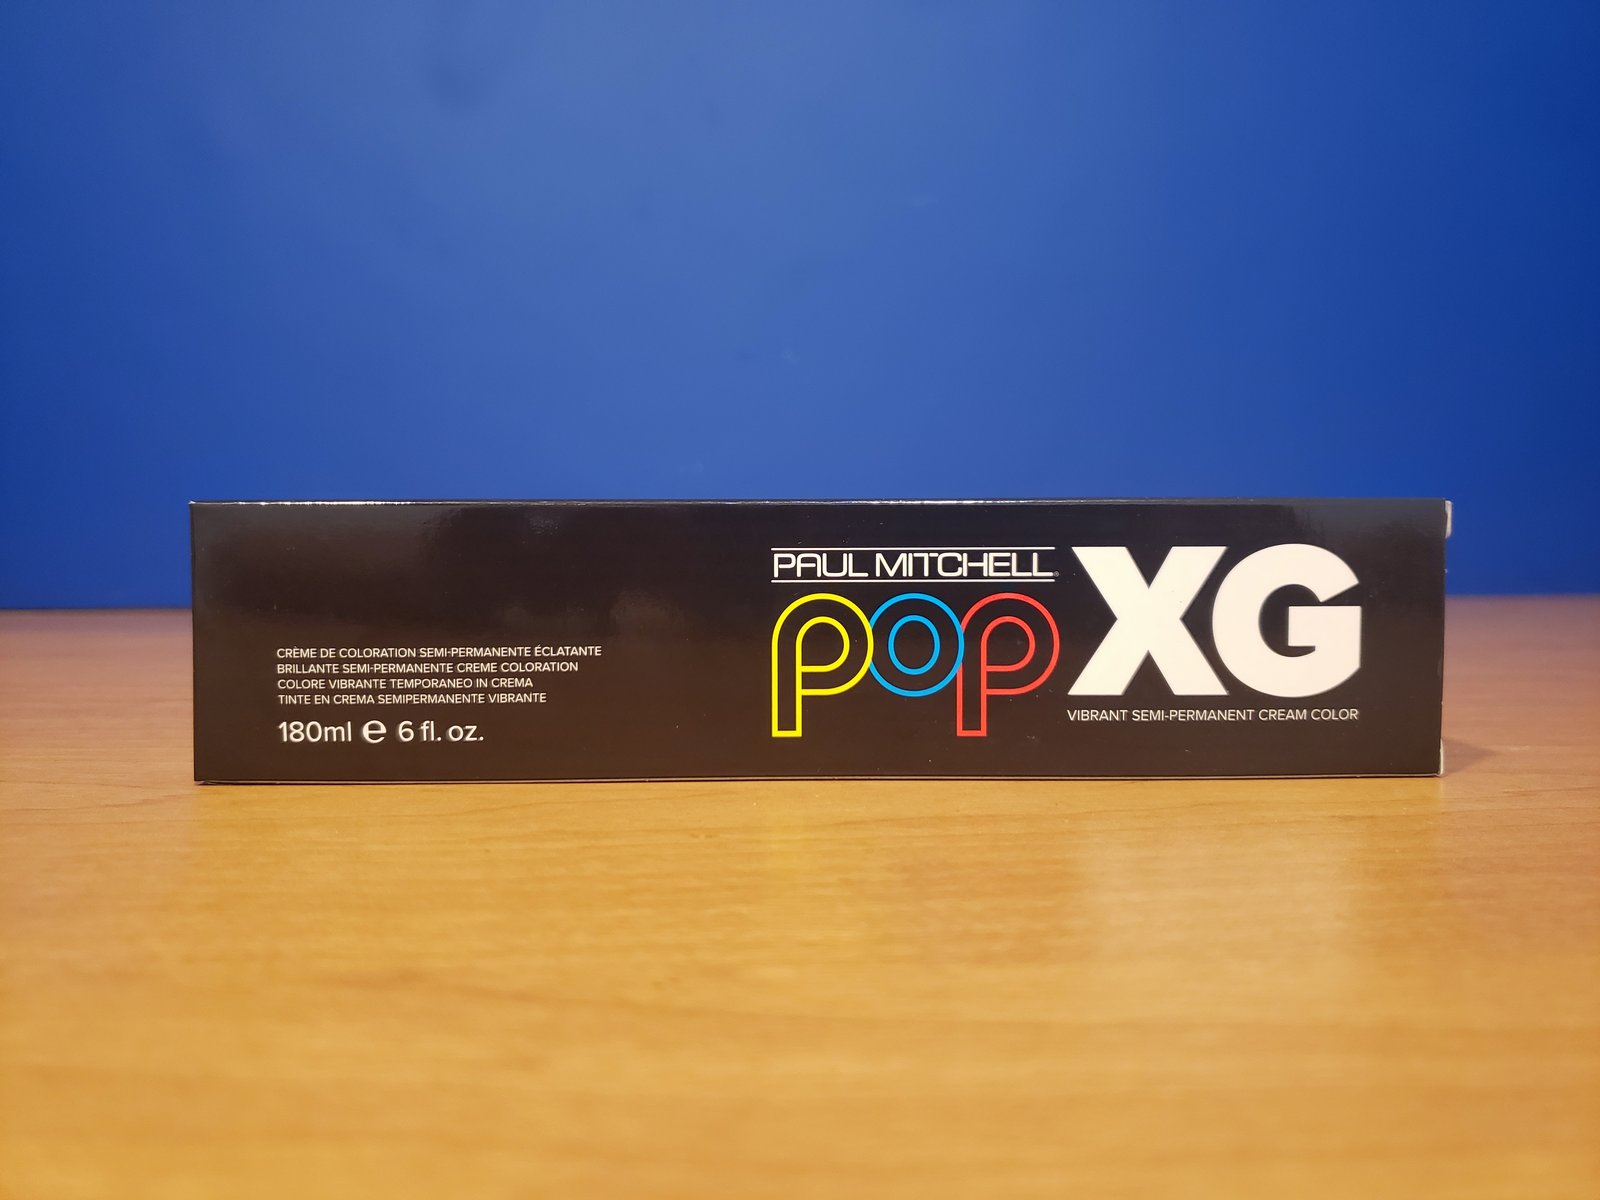 CRÈME DE COLORATION SEMI-PERMANENTE ÉCLATANTE
BRILLANTE SEMI-PERMANENTE CREME COLORATION
COLORE VIBRANTE TEMPORANEO IN CREMA
TINTE EN CREMA SEMIPERMANENTE VIBRANTE
180ml ℮ 6 fl. oz.
PAUL MITCHELL®
pop XG
VIBRANT SEMI-PERMANENT CREAM COLOR